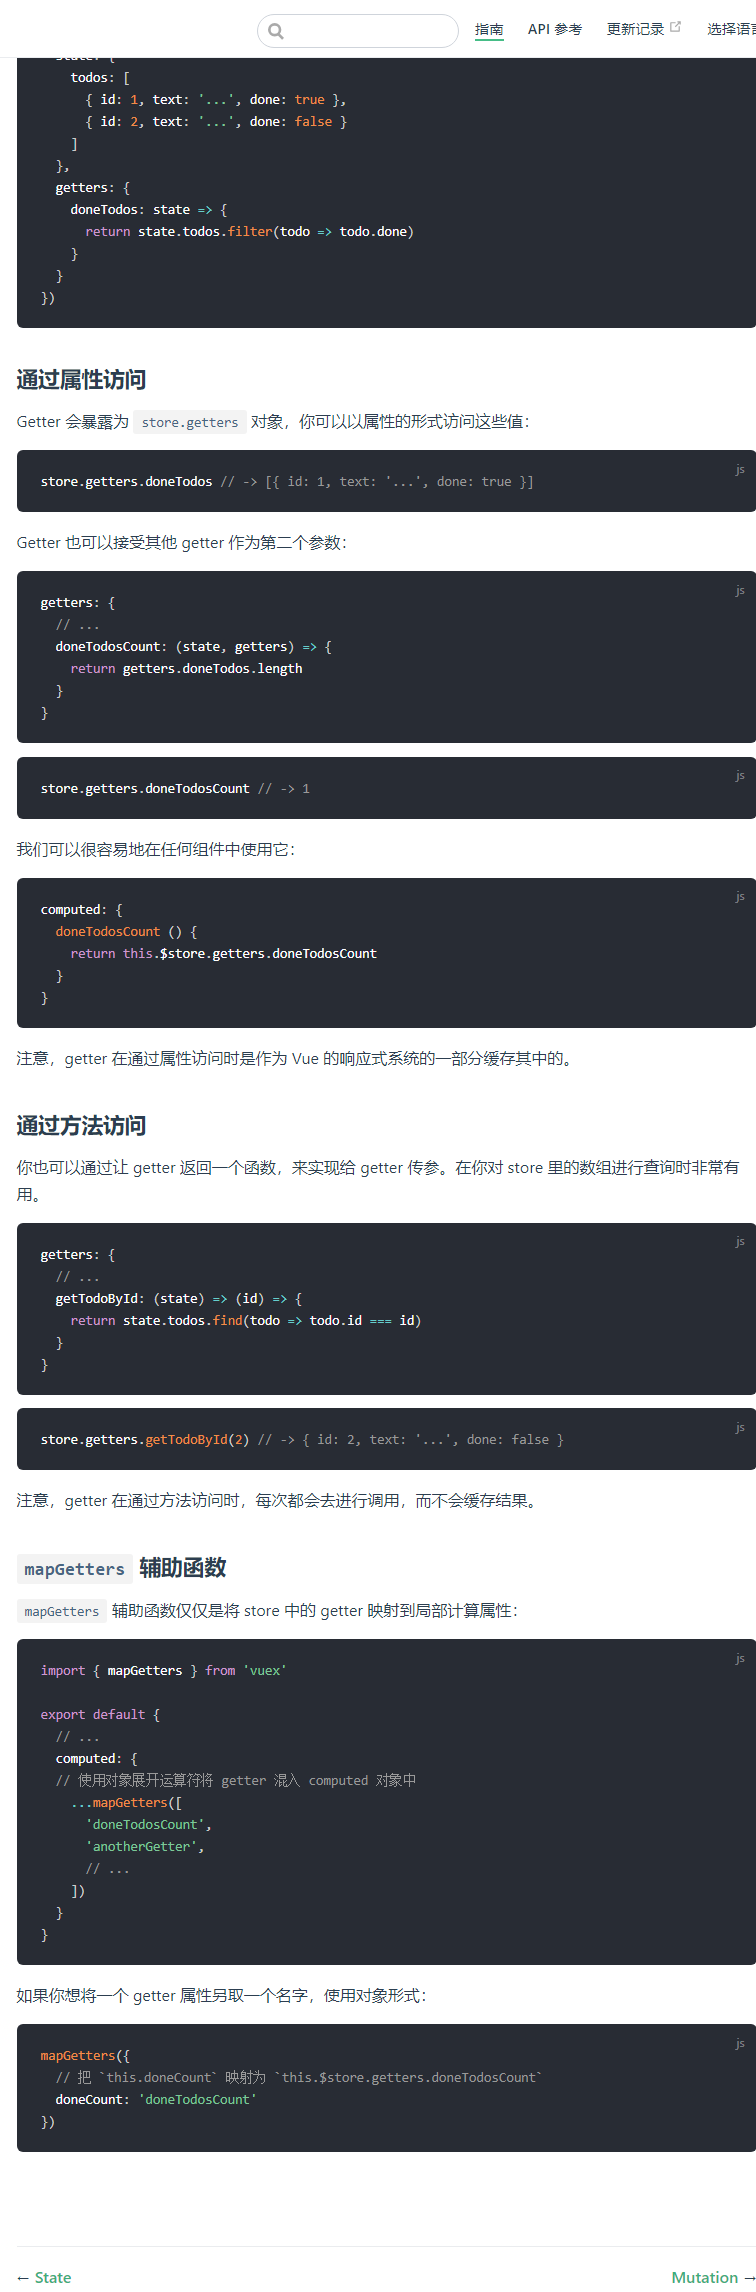 指南 API 参考 更新记录 选择语言
state: {
todos: [
{ id: 1, text: '...', done: true },
{ id: 2, text: '...', done: false }
]
},
getters: {
doneTodos: state => {
return state.todos.filter(todo => todo.done)
}
}
})
通过属性访问
Getter 会暴露为 store.getters 对象，你可以以属性的形式访问这些值：
js
store.getters.doneTodos // -> [{ id: 1, text: '...', done: true }]
Getter 也可以接受其他 getter 作为第二个参数：
js
getters: {
// ...
doneTodosCount: (state, getters) => {
return getters.doneTodos.length
}
}
js
store.getters.doneTodosCount // -> 1
我们可以很容易地在任何组件中使用它：
js
computed: {
doneTodosCount () {
return this.$store.getters.doneTodosCount
}
}
注意，getter 在通过属性访问时是作为 Vue 的响应式系统的一部分缓存其中的。
通过方法访问
你也可以通过让 getter 返回一个函数，来实现给 getter 传参。在你对 store 里的数组进行查询时非常有
用。
js
getters: {
// ...
getTodoById: (state) => (id) => {
return state.todos.find(todo => todo.id === id)
}
}
js
store.getters.getTodoById(2) // -> { id: 2, text: '...', done: false }
注意，getter 在通过方法访问时，每次都会去进行调用，而不会缓存结果。
mapGetters 辅助函数
mapGetters 辅助函数仅仅是将 store 中的 getter 映射到局部计算属性：
js
import { mapGetters } from 'vuex'
export default {
// ...
computed: {
// 使用对象展开运算符将 getter 混入 computed 对象中
...mapGetters([
'doneTodosCount',
'anotherGetter',
// ...
])
}
}
如果你想将一个 getter 属性另取一个名字，使用对象形式：
js
mapGetters({
// 把 `this.doneCount` 映射为 `this.$store.getters.doneTodosCount`
doneCount: 'doneTodosCount'
})
← State Mutation →